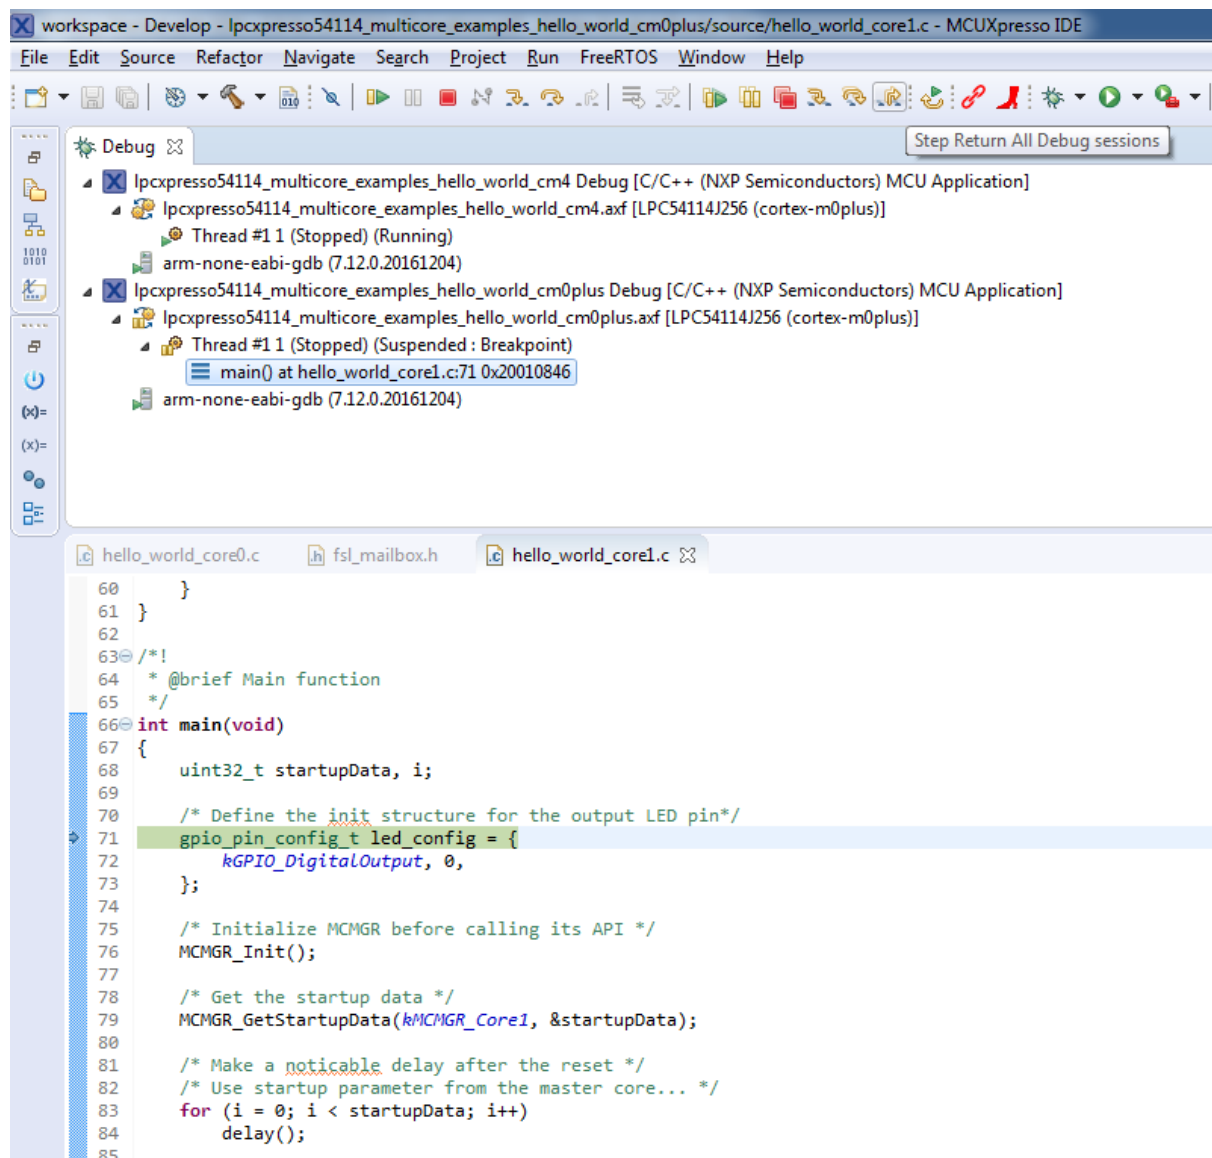 workspace - Develop - lpcxpresso54114_multicore_examples_hello_world_cm0plus/source/hello_world_core1.c - MCUXpresso IDE
File Edit Source Refactor Navigate Search Project Run FreeRTOS Window Help
010
Step Return All Debug sessions
Debug
lpcxpresso54114_multicore_examples_hello_world_cm4 Debug [C/C++ (NXP Semiconductors) MCU Application]
lpcxpresso54114_multicore_examples_hello_world_cm4.axf [LPC54114J256 (cortex-m0plus)]
Thread #1 1 (Stopped) (Running)
arm-none-eabi-gdb (7.12.0.20161204)
lpcxpresso54114_multicore_examples_hello_world_cm0plus Debug [C/C++ (NXP Semiconductors) MCU Application]
lpcxpresso54114_multicore_examples_hello_world_cm0plus.axf [LPC54114J256 (cortex-m0plus)]
Thread #1 1 (Stopped) (Suspended : Breakpoint)
main() at hello_world_core1.c:71 0x20010846
arm-none-eabi-gdb (7.12.0.20161204)
1010
0101
(x)=
(x)=
hello_world_core0.c fsl_mailbox.h hello_world_core1.c
60     }
61 }
62
63 /*!
64  * @brief Main function
65  */
66 int main(void)
67 {
68     uint32_t startupData, i;
69
70     /* Define the init structure for the output LED pin*/
71     gpio_pin_config_t led_config = {
72         kGPIO_DigitalOutput, 0,
73     };
74
75     /* Initialize MCMGR before calling its API */
76     MCMGR_Init();
77
78     /* Get the startup data */
79     MCMGR_GetStartupData(kMCMGR_Core1, &startupData);
80
81     /* Make a noticable delay after the reset */
82     /* Use startup parameter from the master core... */
83     for (i = 0; i < startupData; i++)
84         delay();
85